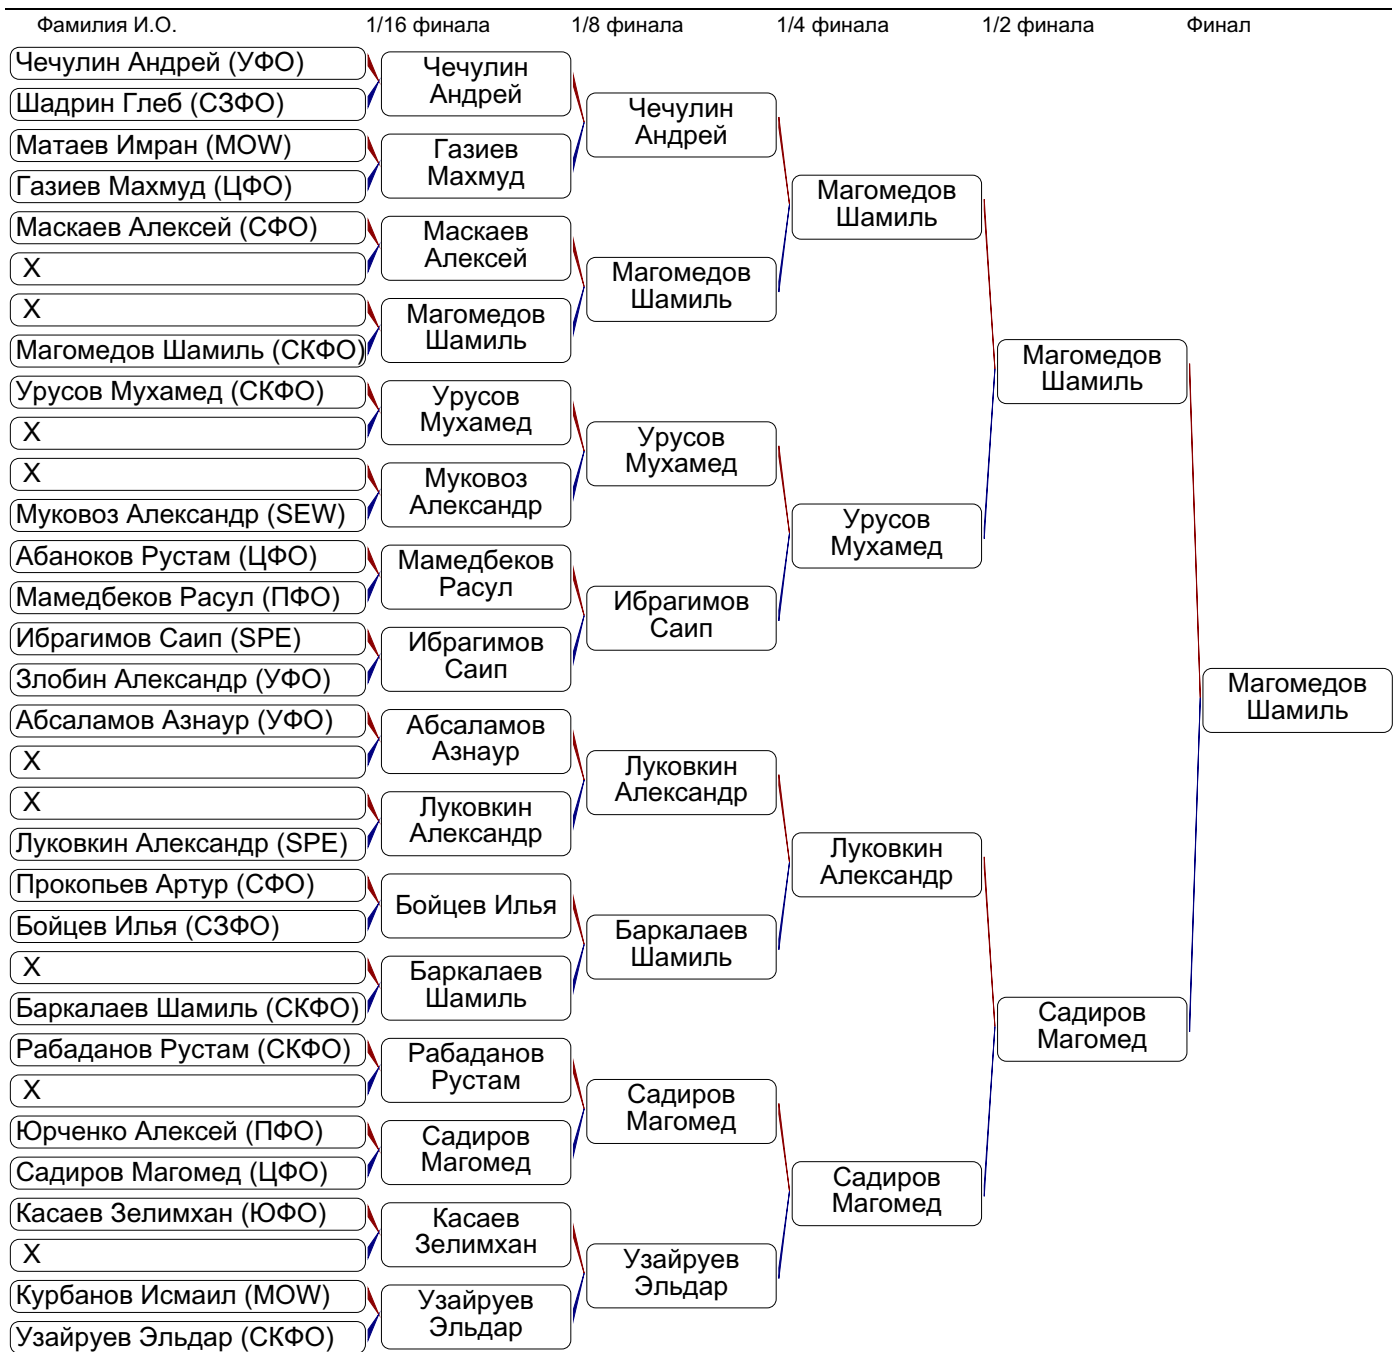 Фамилия И.О.
1/16 финала
1/8 финала
1/4 финала
1/2 финала
Финал
Чечулин Андрей (УФО)
Шадрин Глеб (СЗФО)
Матаев Имран (MOW)
Газиев Махмуд (ЦФО)
Маскаев Алексей (СФО)
X
X
Магомедов Шамиль (СКФО)
Урусов Мухамед (СКФО)
X
X
Муковоз Александр (SEW)
Абаноков Рустам (ЦФО)
Мамедбеков Расул (ПФО)
Ибрагимов Саип (SPE)
Злобин Александр (УФО)
Абсаламов Азнаур (УФО)
X
X
Луковкин Александр (SPE)
Прокопьев Артур (СФО)
Бойцев Илья (СЗФО)
X
Баркалаев Шамиль (СКФО)
Рабаданов Рустам (СКФО)
X
Юрченко Алексей (ПФО)
Садиров Магомед (ЦФО)
Касаев Зелимхан (ЮФО)
X
Курбанов Исмаил (MOW)
Узайруев Эльдар (СКФО)
Чечулин
Андрей
Газиев
Махмуд
Маскаев
Алексей
Магомедов
Шамиль
Урусов
Мухамед
Муковоз
Александр
Мамедбеков
Расул
Ибрагимов
Саип
Абсаламов
Азнаур
Луковкин
Александр
Бойцев Илья
Баркалаев
Шамиль
Рабаданов
Рустам
Садиров
Магомед
Касаев
Зелимхан
Узайруев
Эльдар
Чечулин
Андрей
Магомедов
Шамиль
Урусов
Мухамед
Ибрагимов
Саип
Луковкин
Александр
Баркалаев
Шамиль
Садиров
Магомед
Узайруев
Эльдар
Магомедов
Шамиль
Урусов
Мухамед
Луковкин
Александр
Садиров
Магомед
Магомедов
Шамиль
Садиров
Магомед
Магомедов
Шамиль